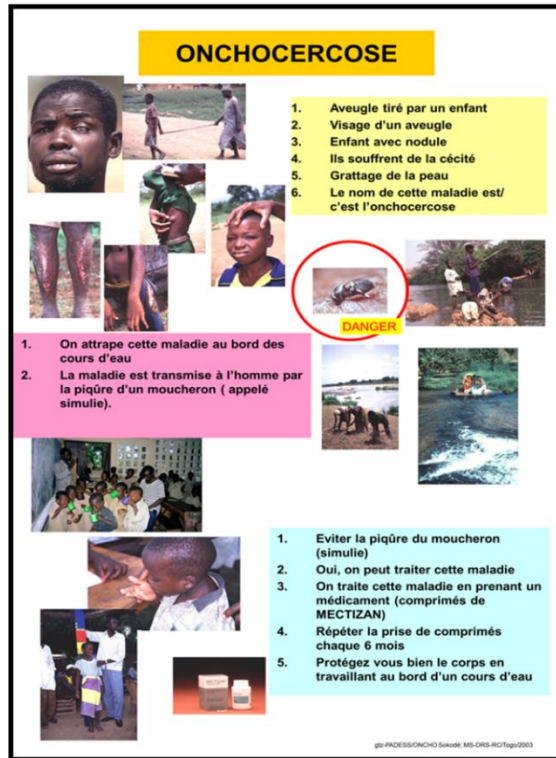 ONCHOCERCOSE
1. Aveugle tiré par un enfant
2. Visage d'un aveugle
3. Enfant avec nodule
4. Ils souffrent de la cécité
5. Grattage de la peau
6. Le nom de cette maladie est/
c'est l'onchocercose
DANGER
1. On attrape cette maladie au bord des
cours d'eau
2. La maladie est transmise à l'homme par
la piqûre d'un moucheron ( appelé
simulie).
1. Eviter la piqûre du moucheron
(simulie)
2. Oui, on peut traiter cette maladie
3. On traite cette maladie en prenant un
médicament (comprimés de
MECTIZAN)
4. Répéter la prise de comprimés
chaque 6 mois
5. Protégez vous bien le corps en
travaillant au bord d'un cours d'eau
gtz-PADESS/ONCHO Sokodé; MS-DRS-RC/Togo/2003